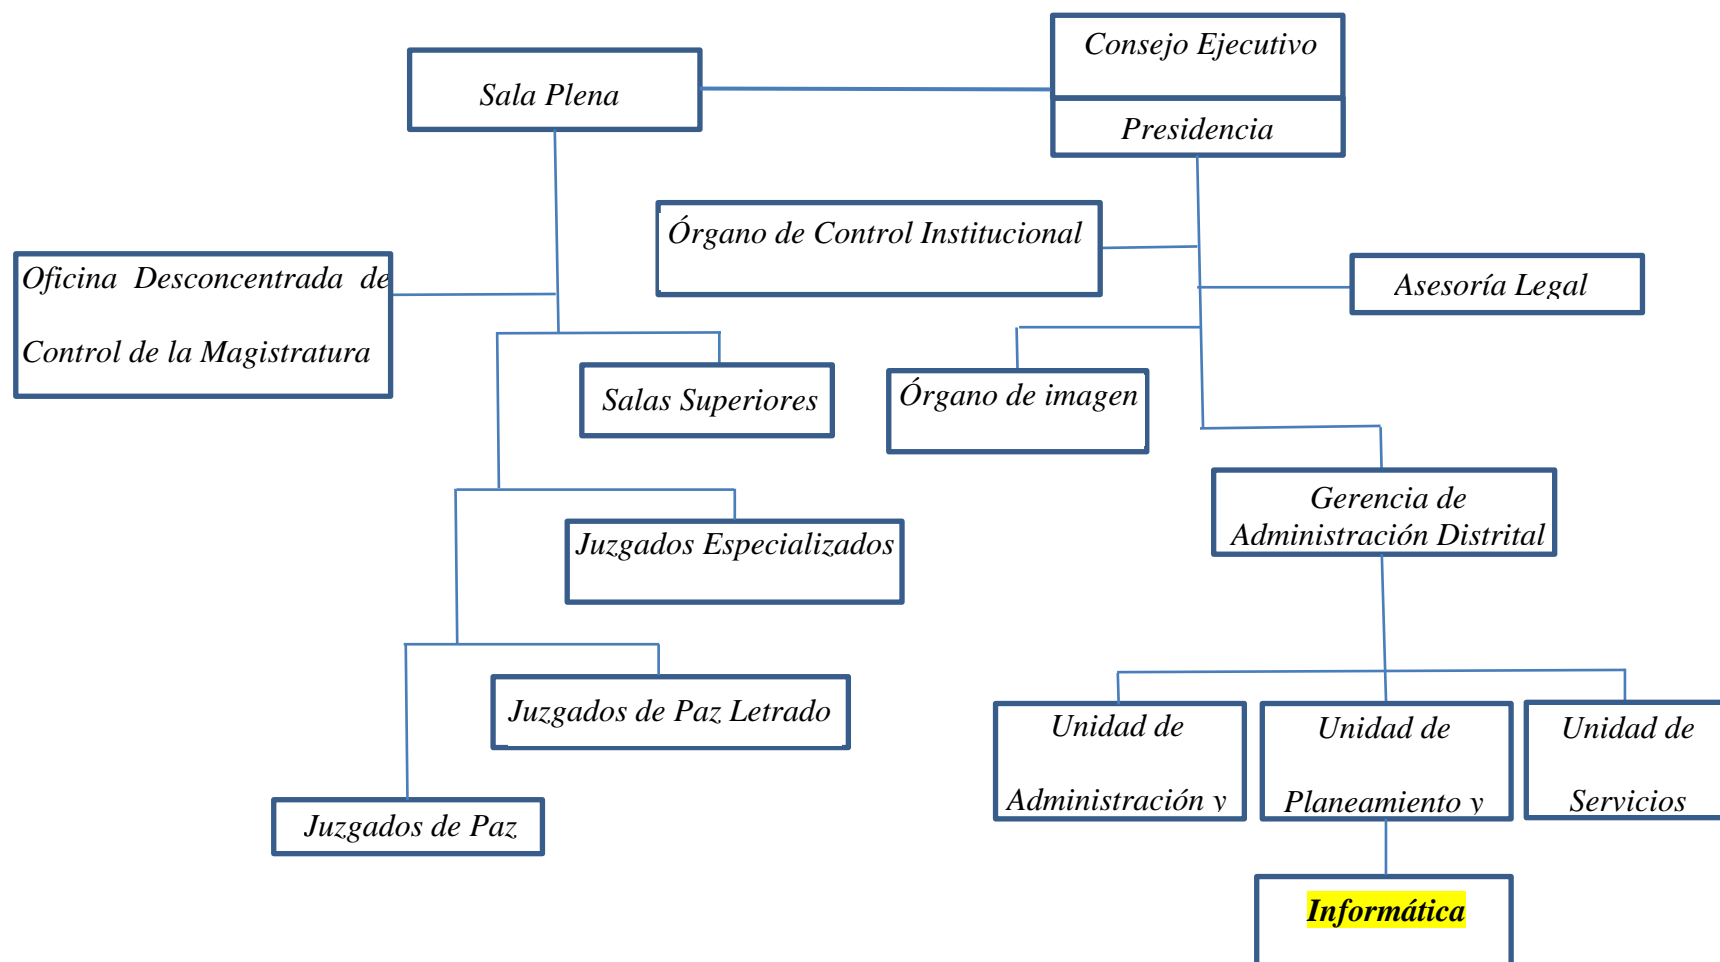 Consejo Ejecutivo
Sala Plena
Presidencia
Órgano de Control Institucional
Oficina Desconcentrada de
Control de la Magistratura
Asesoría Legal
Salas Superiores
Órgano de imagen
Gerencia de
Administración Distrital
Juzgados Especializados
Juzgados de Paz Letrado
Unidad de
Administración y
Unidad de
Planeamiento y
Unidad de
Servicios
Juzgados de Paz
Informática